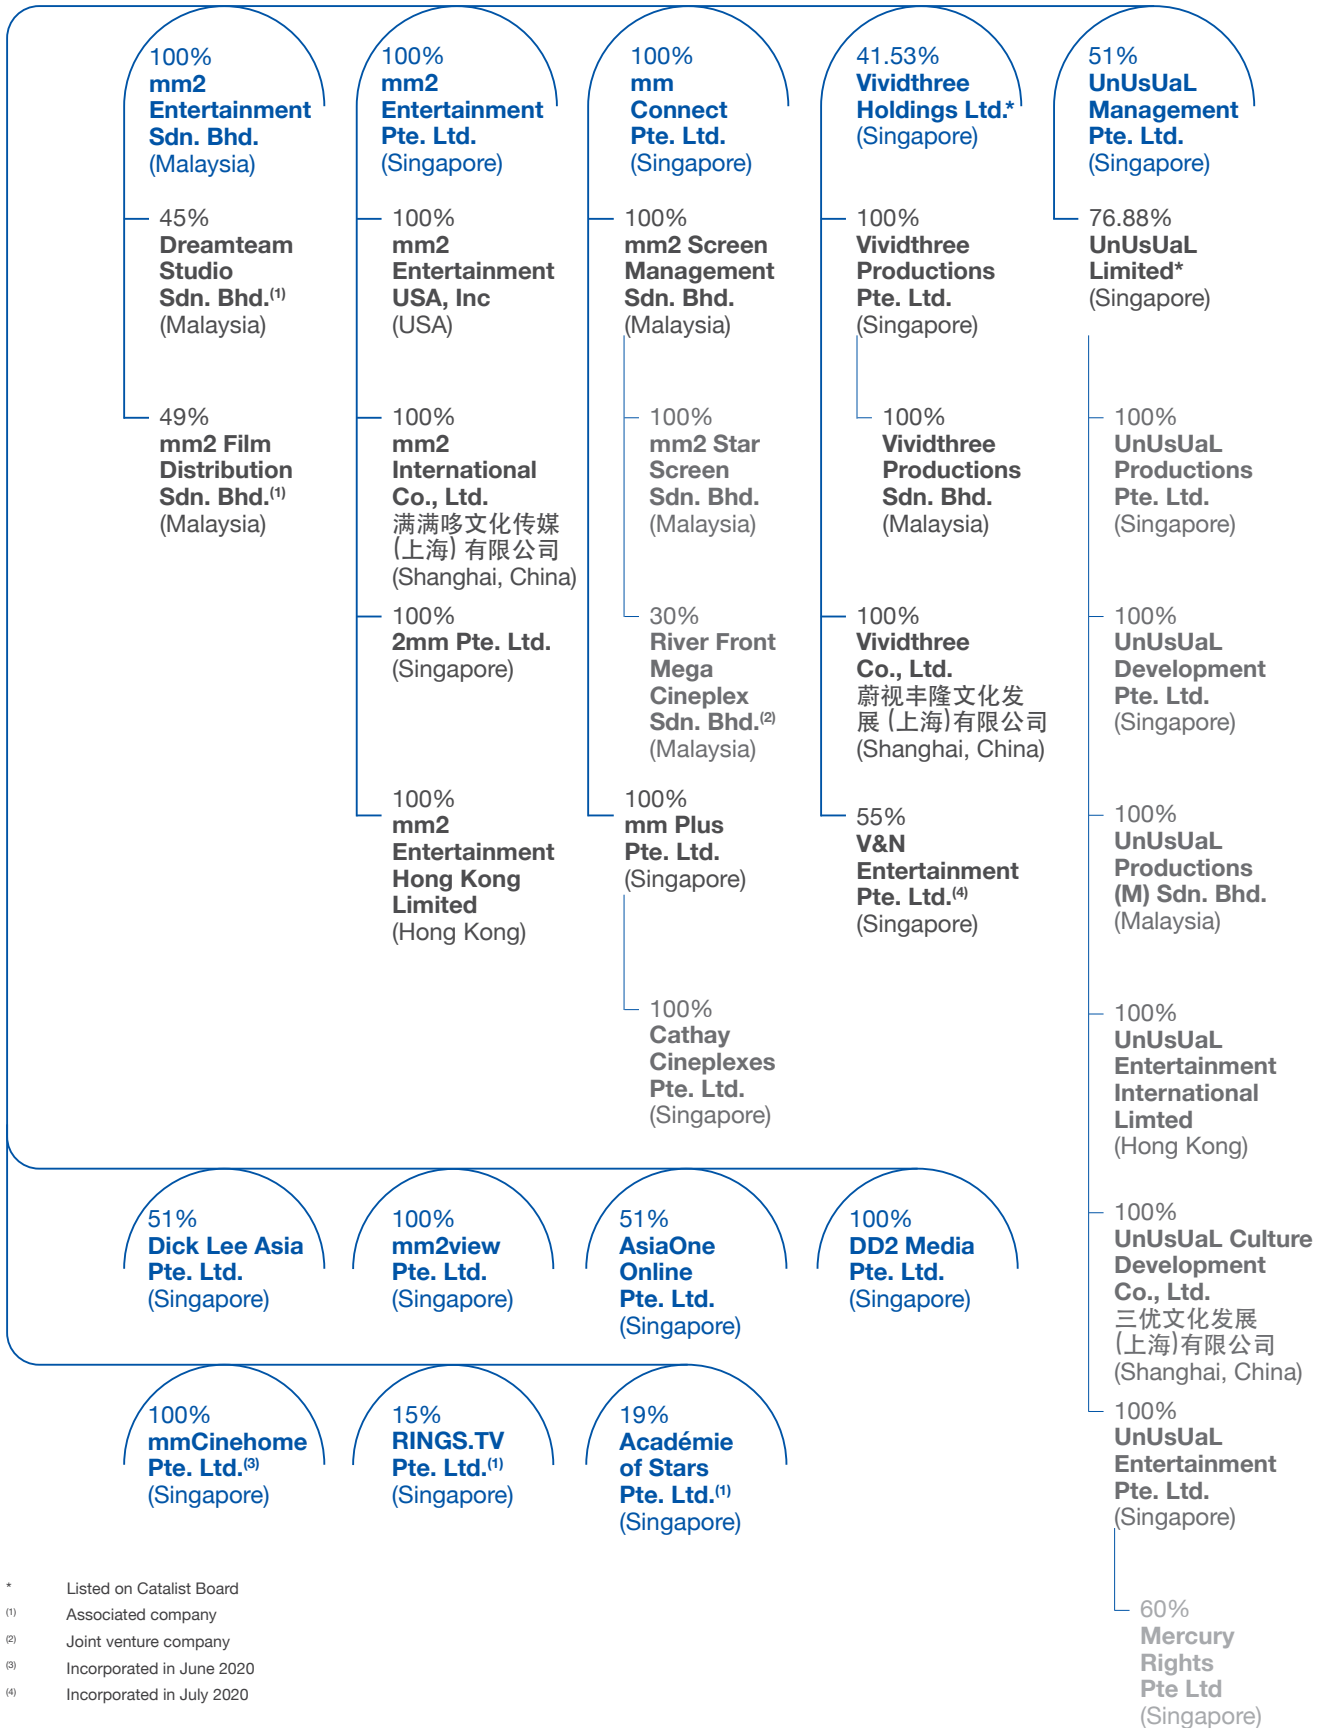 100%
mm2
Entertainment
Sdn. Bhd.
(Malaysia)
45%
Dreamteam
Studio
Sdn. Bhd.(1)
(Malaysia)
49%
mm2 Film
Distribution
Sdn. Bhd.(1)
(Malaysia)
100%
mm2
Entertainment
Pte. Ltd.
(Singapore)
100%
mm2
Entertainment
USA, Inc
(USA)
100%
mm2
International
Co., Ltd.
满满哆文化传媒
(上海) 有限公司
(Shanghai, China)
100%
2mm Pte. Ltd.
(Singapore)
100%
mm2
Entertainment
Hong Kong
Limited
(Hong Kong)
100%
mm
Connect
Pte. Ltd.
(Singapore)
100%
mm2 Screen
Management
Sdn. Bhd.
(Malaysia)
100%
mm2 Star
Screen
Sdn. Bhd.
(Malaysia)
30%
River Front
Mega
Cineplex
Sdn. Bhd.(2)
(Malaysia)
100%
mm Plus
Pte. Ltd.
(Singapore)
100%
Cathay
Cineplexes
Pte. Ltd.
(Singapore)
41.53%
Vividthree
Holdings Ltd.*
(Singapore)
100%
Vividthree
Productions
Pte. Ltd.
(Singapore)
100%
Vividthree
Productions
Sdn. Bhd.
(Malaysia)
100%
Vividthree
Co., Ltd.
蔚视丰隆文化发
展 (上海)有限公司
(Shanghai, China)
55%
V&N
Entertainment
Pte. Ltd.(4)
(Singapore)
51%
UnUsUaL
Management
Pte. Ltd.
(Singapore)
76.88%
UnUsUaL
Limited*
(Singapore)
100%
UnUsUaL
Productions
Pte. Ltd.
(Singapore)
100%
UnUsUaL
Development
Pte. Ltd.
(Singapore)
100%
UnUsUaL
Productions
(M) Sdn. Bhd.
(Malaysia)
100%
UnUsUaL
Entertainment
International
Limted
(Hong Kong)
100%
UnUsUaL Culture
Development
Co., Ltd.
三优文化发展
(上海)有限公司
(Shanghai, China)
100%
UnUsUaL
Entertainment
Pte. Ltd.
(Singapore)
60%
Mercury
Rights
Pte Ltd
(Singapore)
51%
Dick Lee Asia
Pte. Ltd.
(Singapore)
100%
mm2view
Pte. Ltd.
(Singapore)
51%
AsiaOne
Online
Pte. Ltd.
(Singapore)
100%
DD2 Media
Pte. Ltd.
(Singapore)
100%
mmCinehome
Pte. Ltd.(3)
(Singapore)
15%
RINGS.TV
Pte. Ltd.(1)
(Singapore)
19%
Académie
of Stars
Pte. Ltd.(1)
(Singapore)
* Listed on Catalist Board
(1) Associated company
(2) Joint venture company
(3) Incorporated in June 2020
(4) Incorporated in July 2020